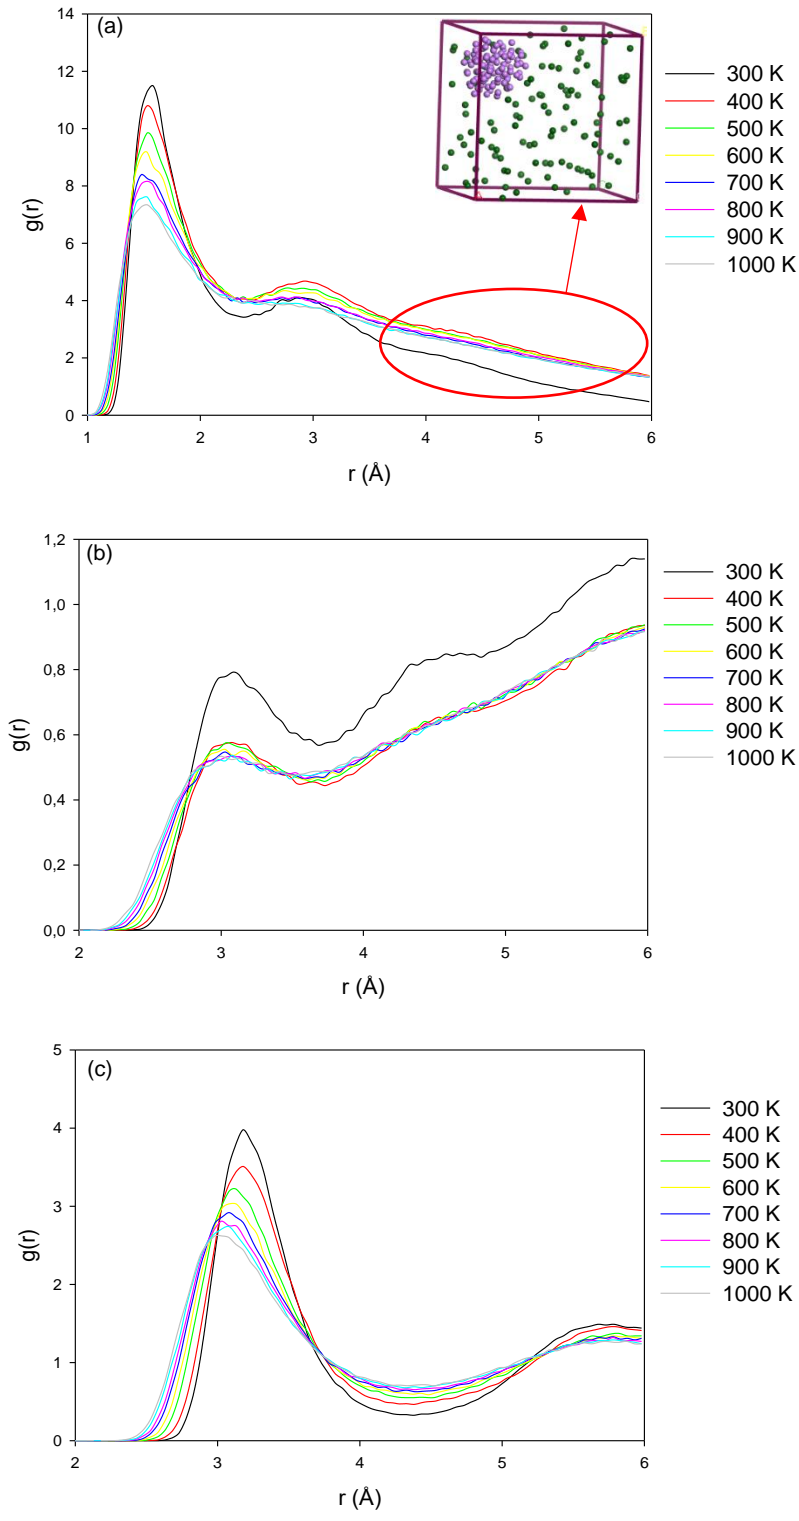 (a)
14
12
10
8
6
4
2
0
g(r)
1 2 3 4 5 6
r (Å)
300 K
400 K
500 K
600 K
700 K
800 K
900 K
1000 K
(b)
1,2
1,0
0,8
0,6
0,4
0,2
0,0
g(r)
2 3 4 5 6
r (Å)
300 K
400 K
500 K
600 K
700 K
800 K
900 K
1000 K
(c)
5
4
3
2
1
0
g(r)
2 3 4 5 6
r (Å)
300 K
400 K
500 K
600 K
700 K
800 K
900 K
1000 K